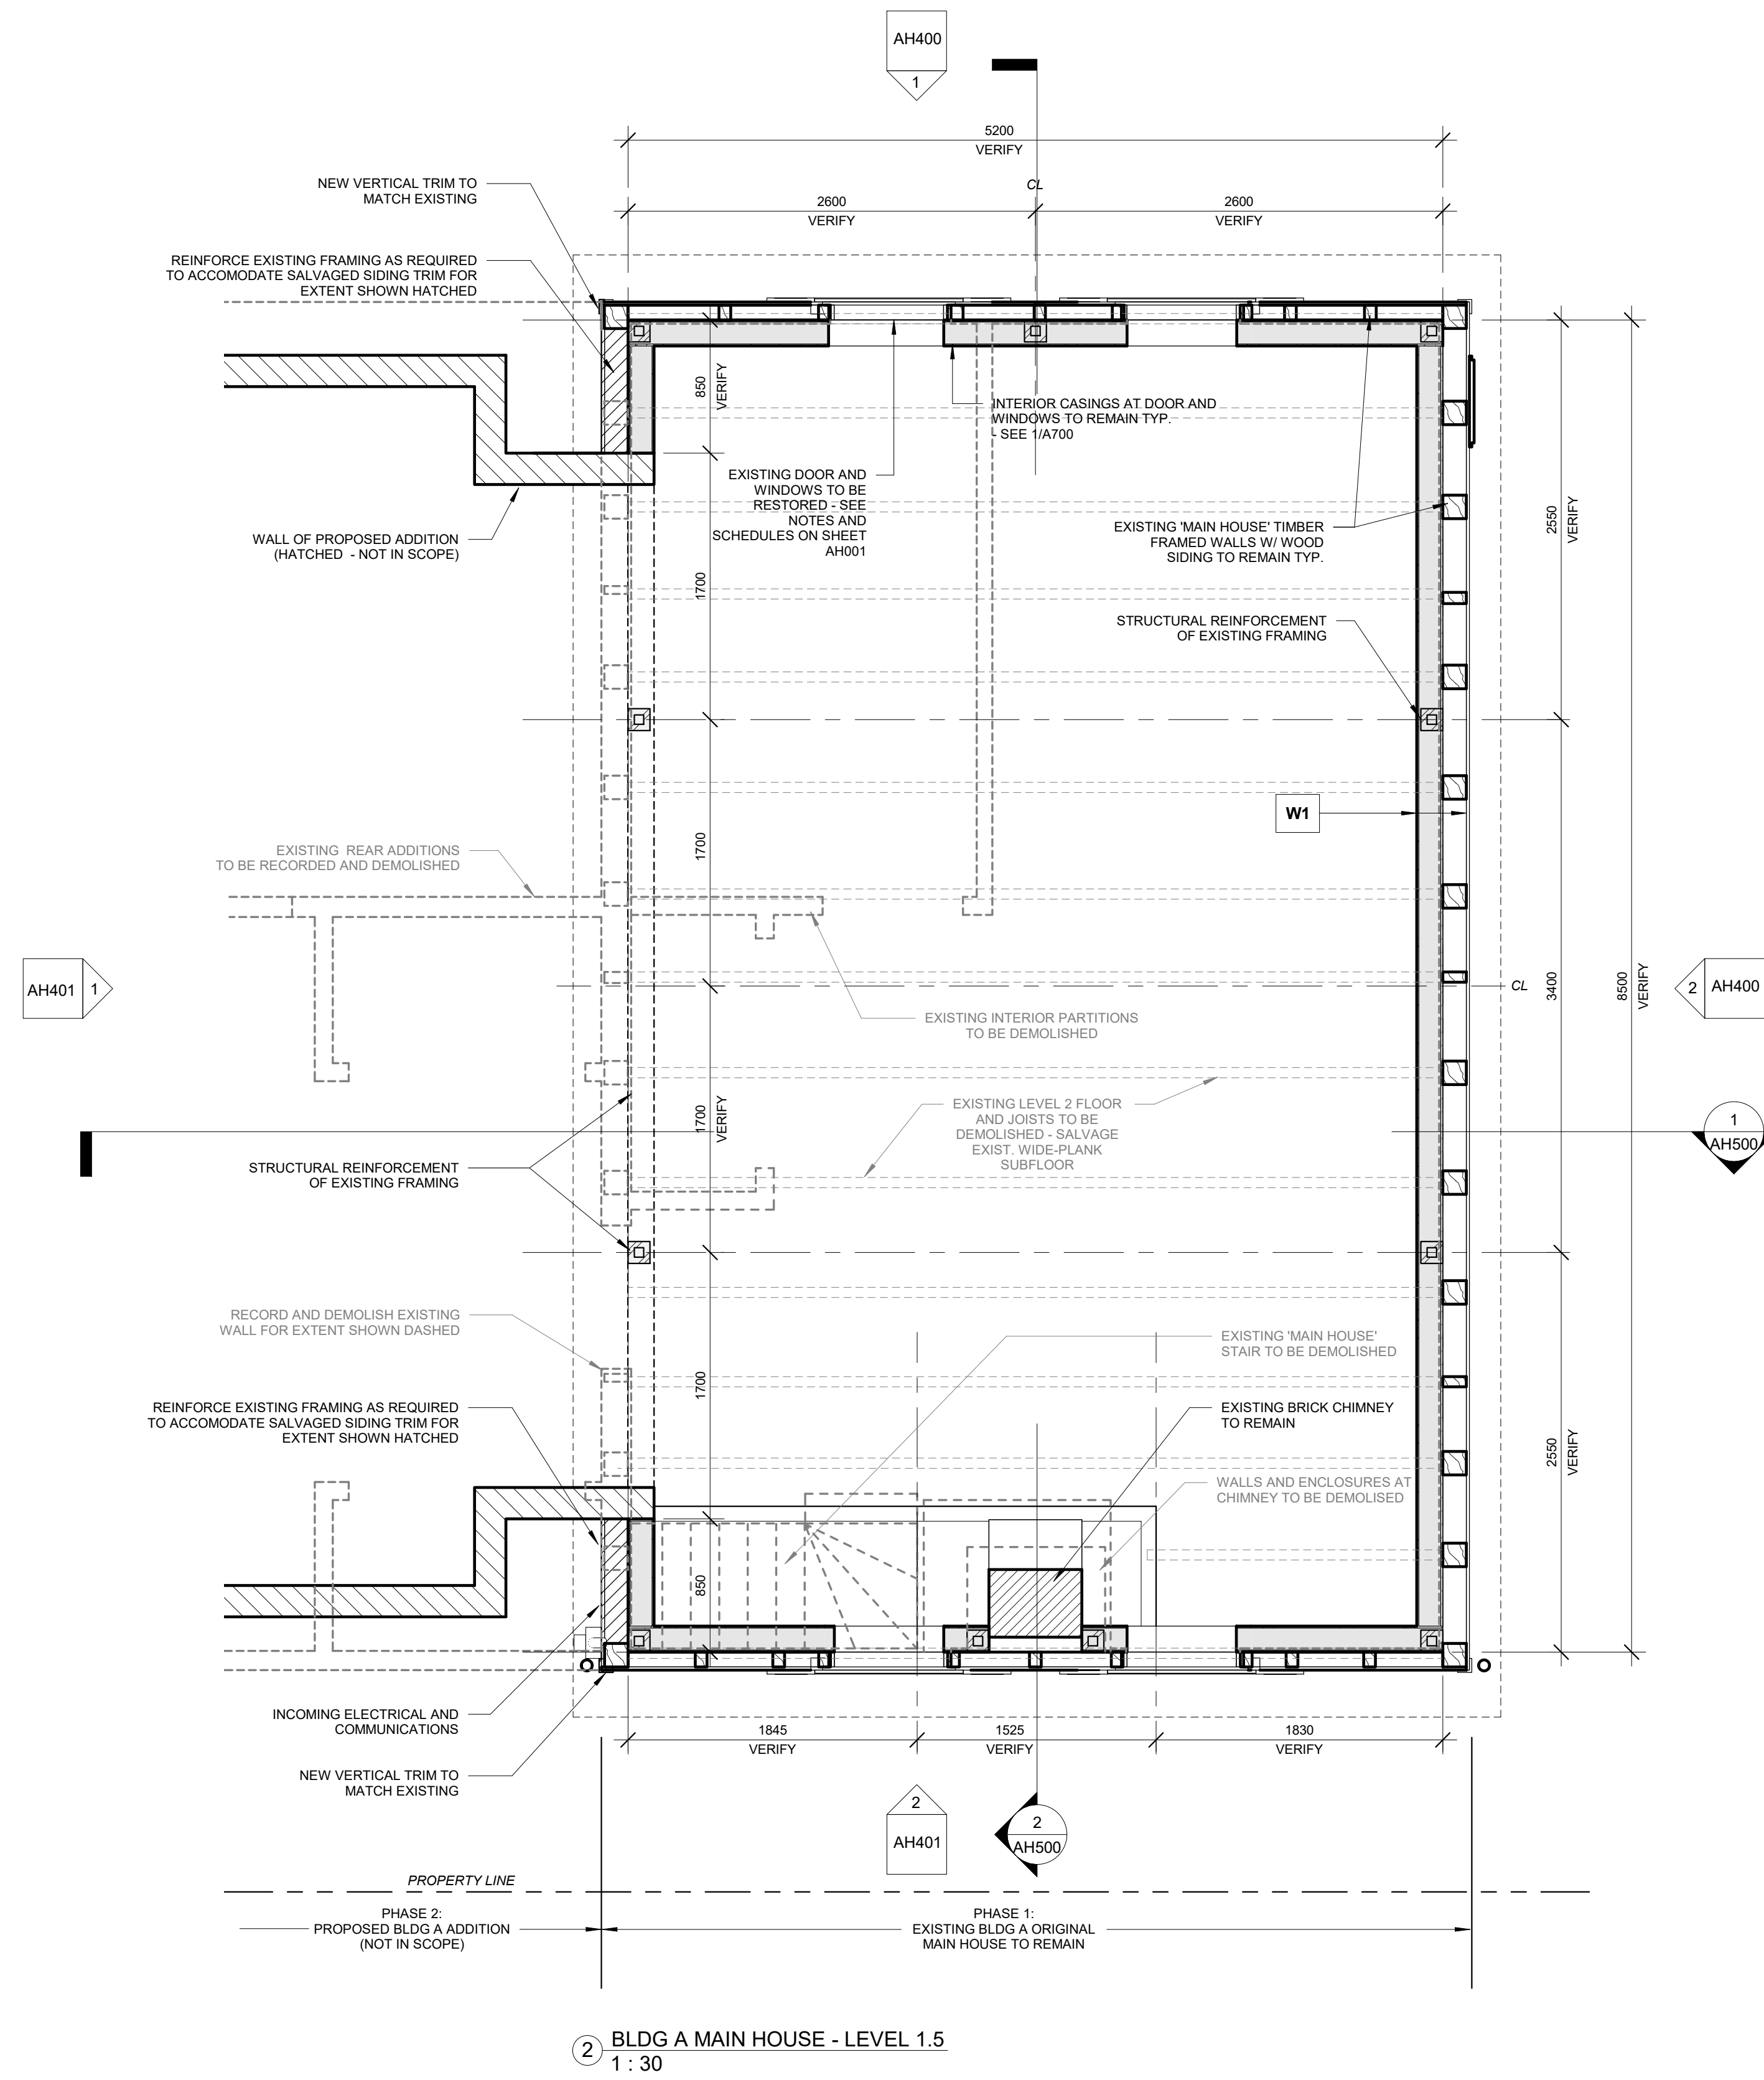 AH400
1
5200
VERIFY
CL
2600
VERIFY
2600
VERIFY
NEW VERTICAL TRIM TO
MATCH EXISTING
REINFORCE EXISTING FRAMING AS REQUIRED
TO ACCOMODATE SALVAGED SIDING TRIM FOR
EXTENT SHOWN HATCHED
850
VERIFY
INTERIOR CASINGS AT DOOR AND
WINDOWS TO REMAIN TYP.
- SEE 1/A700
EXISTING DOOR AND
WINDOWS TO BE
RESTORED - SEE
NOTES AND
SCHEDULES ON SHEET
AH001
WALL OF PROPOSED ADDITION
(HATCHED - NOT IN SCOPE)
EXISTING 'MAIN HOUSE' TIMBER
FRAMED WALLS W/ WOOD
SIDING TO REMAIN TYP.
2550
VERIFY
1700
STRUCTURAL REINFORCEMENT
OF EXISTING FRAMING
W1
1700
EXISTING REAR ADDITIONS
TO BE RECORDED AND DEMOLISHED
AH401
1
CL
3400
8500
VERIFY
2
AH400
EXISTING INTERIOR PARTITIONS
TO BE DEMOLISHED
1700
VERIFY
EXISTING LEVEL 2 FLOOR
AND JOISTS TO BE
DEMOLISHED - SALVAGE
EXIST. WIDE-PLANK
SUBFLOOR
1
AH500
STRUCTURAL REINFORCEMENT
OF EXISTING FRAMING
RECORD AND DEMOLISH EXISTING
WALL FOR EXTENT SHOWN DASHED
EXISTING 'MAIN HOUSE'
STAIR TO BE DEMOLISHED
1700
REINFORCE EXISTING FRAMING AS REQUIRED
TO ACCOMODATE SALVAGED SIDING TRIM FOR
EXTENT SHOWN HATCHED
EXISTING BRICK CHIMNEY
TO REMAIN
2550
VERIFY
WALLS AND ENCLOSURES AT
CHIMNEY TO BE DEMOLISED
850
INCOMING ELECTRICAL AND
COMMUNICATIONS
1845
VERIFY
1525
VERIFY
1830
VERIFY
NEW VERTICAL TRIM TO
MATCH EXISTING
2
AH401
2
AH500
PROPERTY LINE
PHASE 2:
PROPOSED BLDG A ADDITION
(NOT IN SCOPE)
PHASE 1:
EXISTING BLDG A ORIGINAL
MAIN HOUSE TO REMAIN
2
BLDG A MAIN HOUSE - LEVEL 1.5
1 : 30